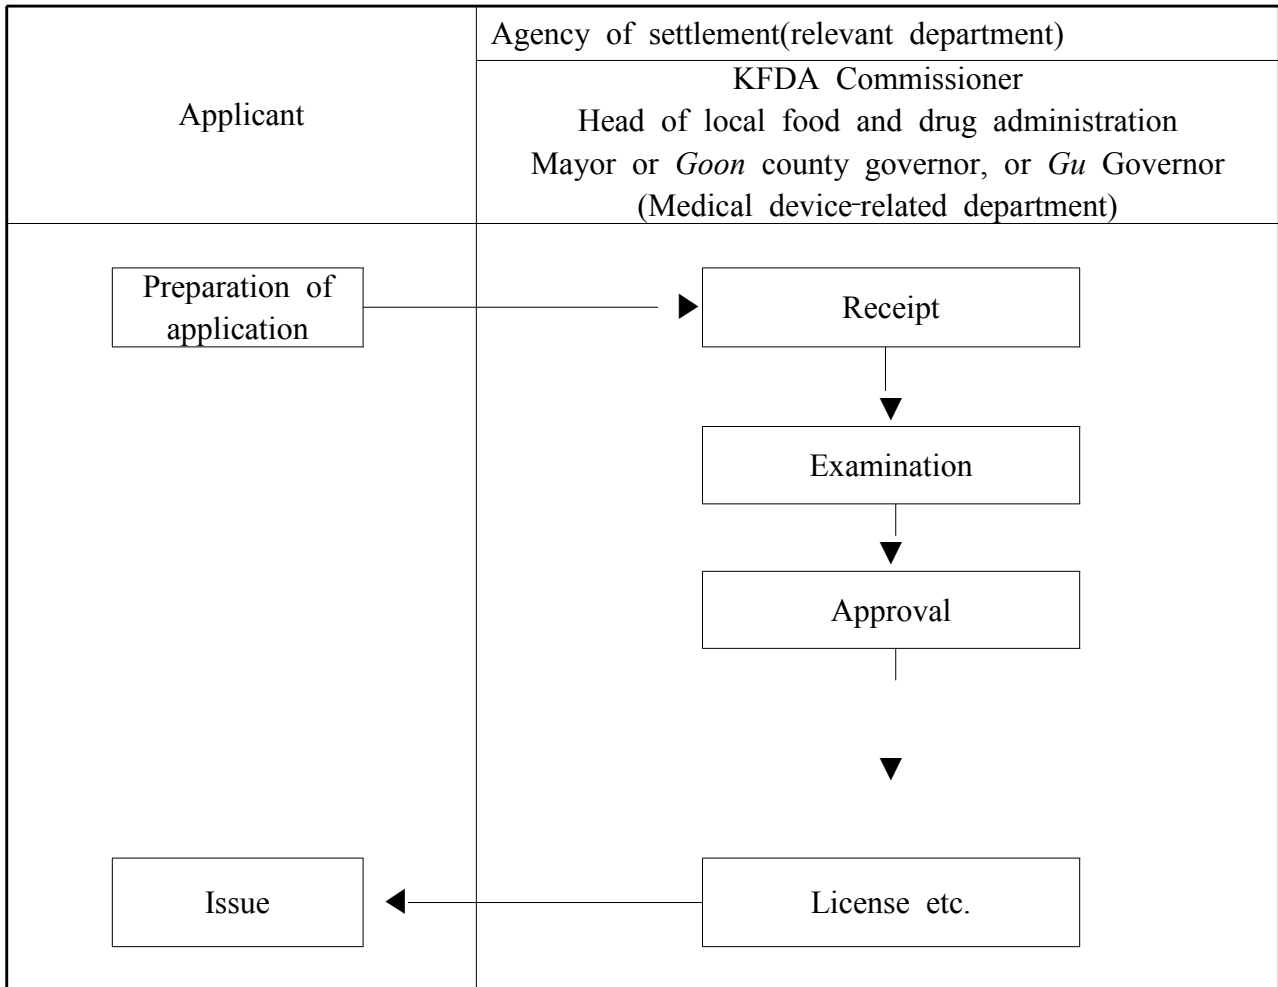 Applicant
Agency of settlement(relevant department)
KFDA Commissioner
Head of local food and drug administration
Mayor or Goon county governor, or Gu Governor
(Medical device-related department)
Preparation of
application
Receipt
Examination
Approval
Issue
License etc.